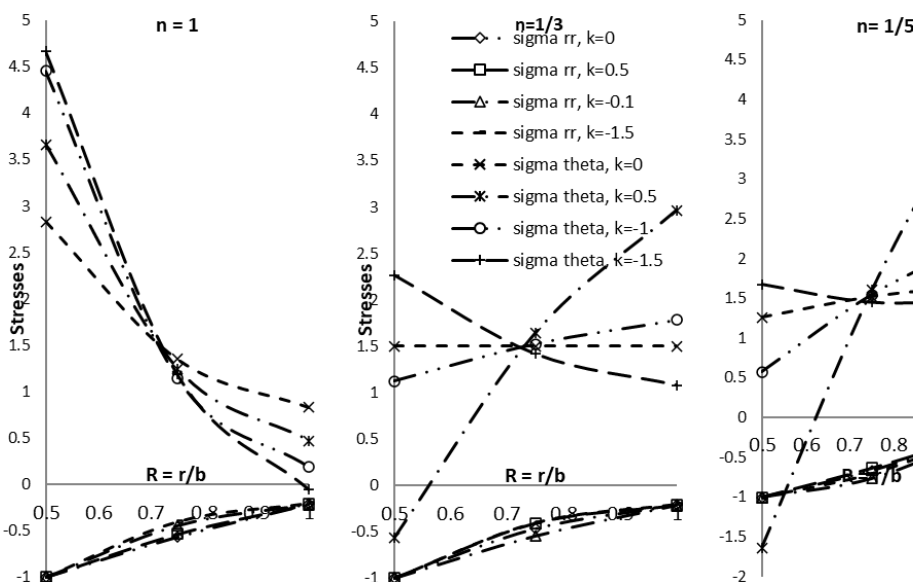 n = 1
5
4.5
4
3.5
3
2.5
2
1.5
1
0.5
0
-0.5
-1
Stresses
R = r/b
0.5 0.6 0.7 0.8 0.9 1
n=1/3
5
4.5
4
3.5
3
2.5
2
1.5
1
0.5
0
-0.5
-1
Stresses
R = r/b
0.5 0.6 0.7 0.8 0.9 1
sigma rr, k=0
sigma rr, k=0.5
sigma rr, k=-0.1
sigma rr, k=-1.5
sigma theta, k=0
sigma theta, k=0.5
sigma theta, k=-1
sigma theta, k=-1.5
n= 1/5
5
4.5
4
3.5
3
2.5
2
1.5
1
0.5
0
-0.5
-1
-1.5
-2
R = r/b
0.5 0.6 0.7 0.8